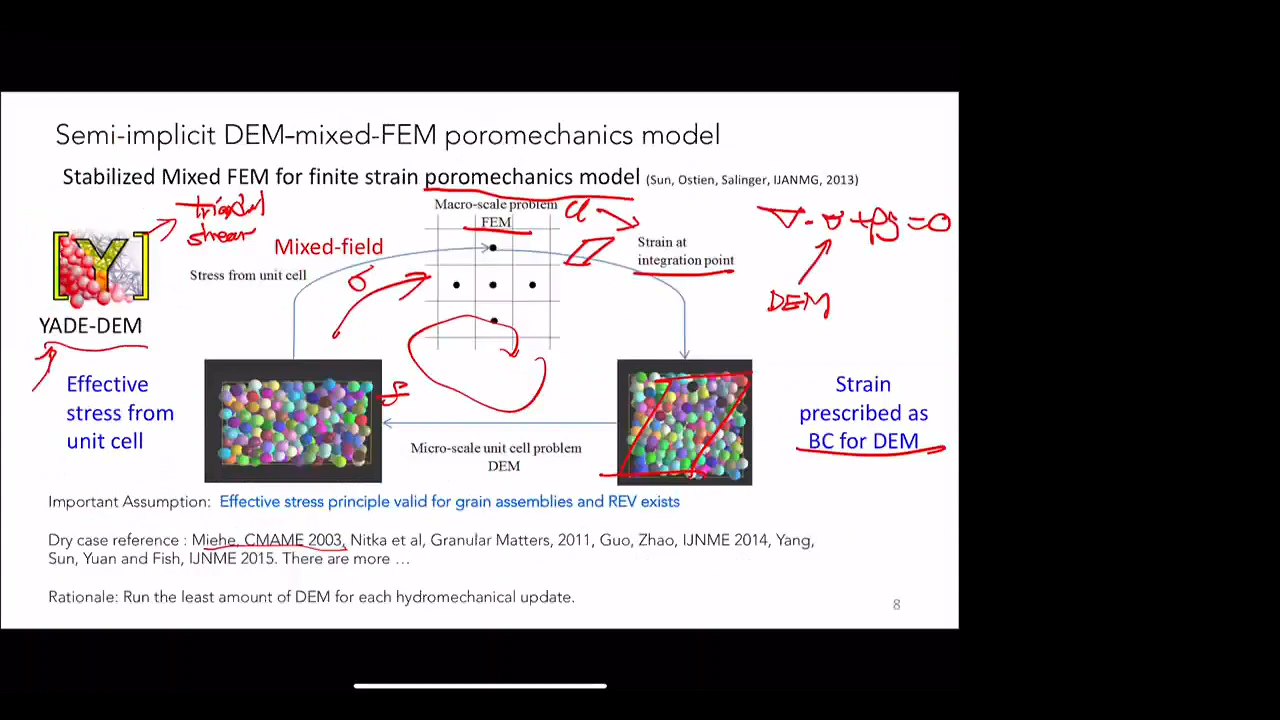 Semi-implicit DEM-mixed-FEM poromechanics model
Stabilized Mixed FEM for finite strain poromechanics model (Sun, Ostien, Salinger, IJANMG, 2013)
triaxial
shear
Macro-scale problem
FEM
u
∇·σ+ρg=0
Mixed-field
Strain at
integration point
Stress from unit cell
σ
DEM
Y
YADE-DEM
Effective
stress from
unit cell
Strain
prescribed as
BC for DEM
Micro-scale unit cell problem
DEM
Important Assumption: Effective stress principle valid for grain assemblies and REV exists
Dry case reference : Miehe, CMAME 2003, Nitka et al, Granular Matters, 2011, Guo, Zhao, IJNME 2014, Yang,
Sun, Yuan and Fish, IJNME 2015. There are more …
Rationale: Run the least amount of DEM for each hydromechanical update.
8